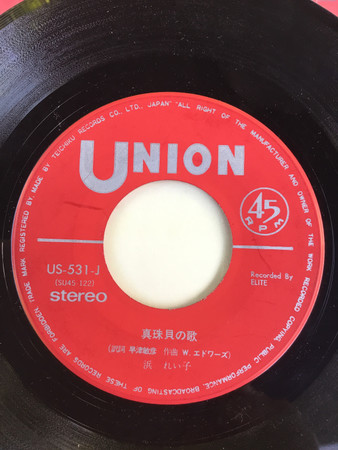 TRADE MARK REGISTERED. MADE BY TEICHIKU RECORDS CO., LTD., JAPAN "ALL RIGHT OF THE MANUFACTURER AND OWNER OF THE WORK RECORDED COPYING, PUBLIC PERFORMANCE, BROADCASTING OF THESE RECORDS ARE FORBIDDEN
UNION
45
RPM
US-531-J
(SU45-122)
stereo
Recorded By
ELITE
真珠貝の歌
(訳詞 早津敏彦 作曲 W. エドワーズ)
浜 れい子